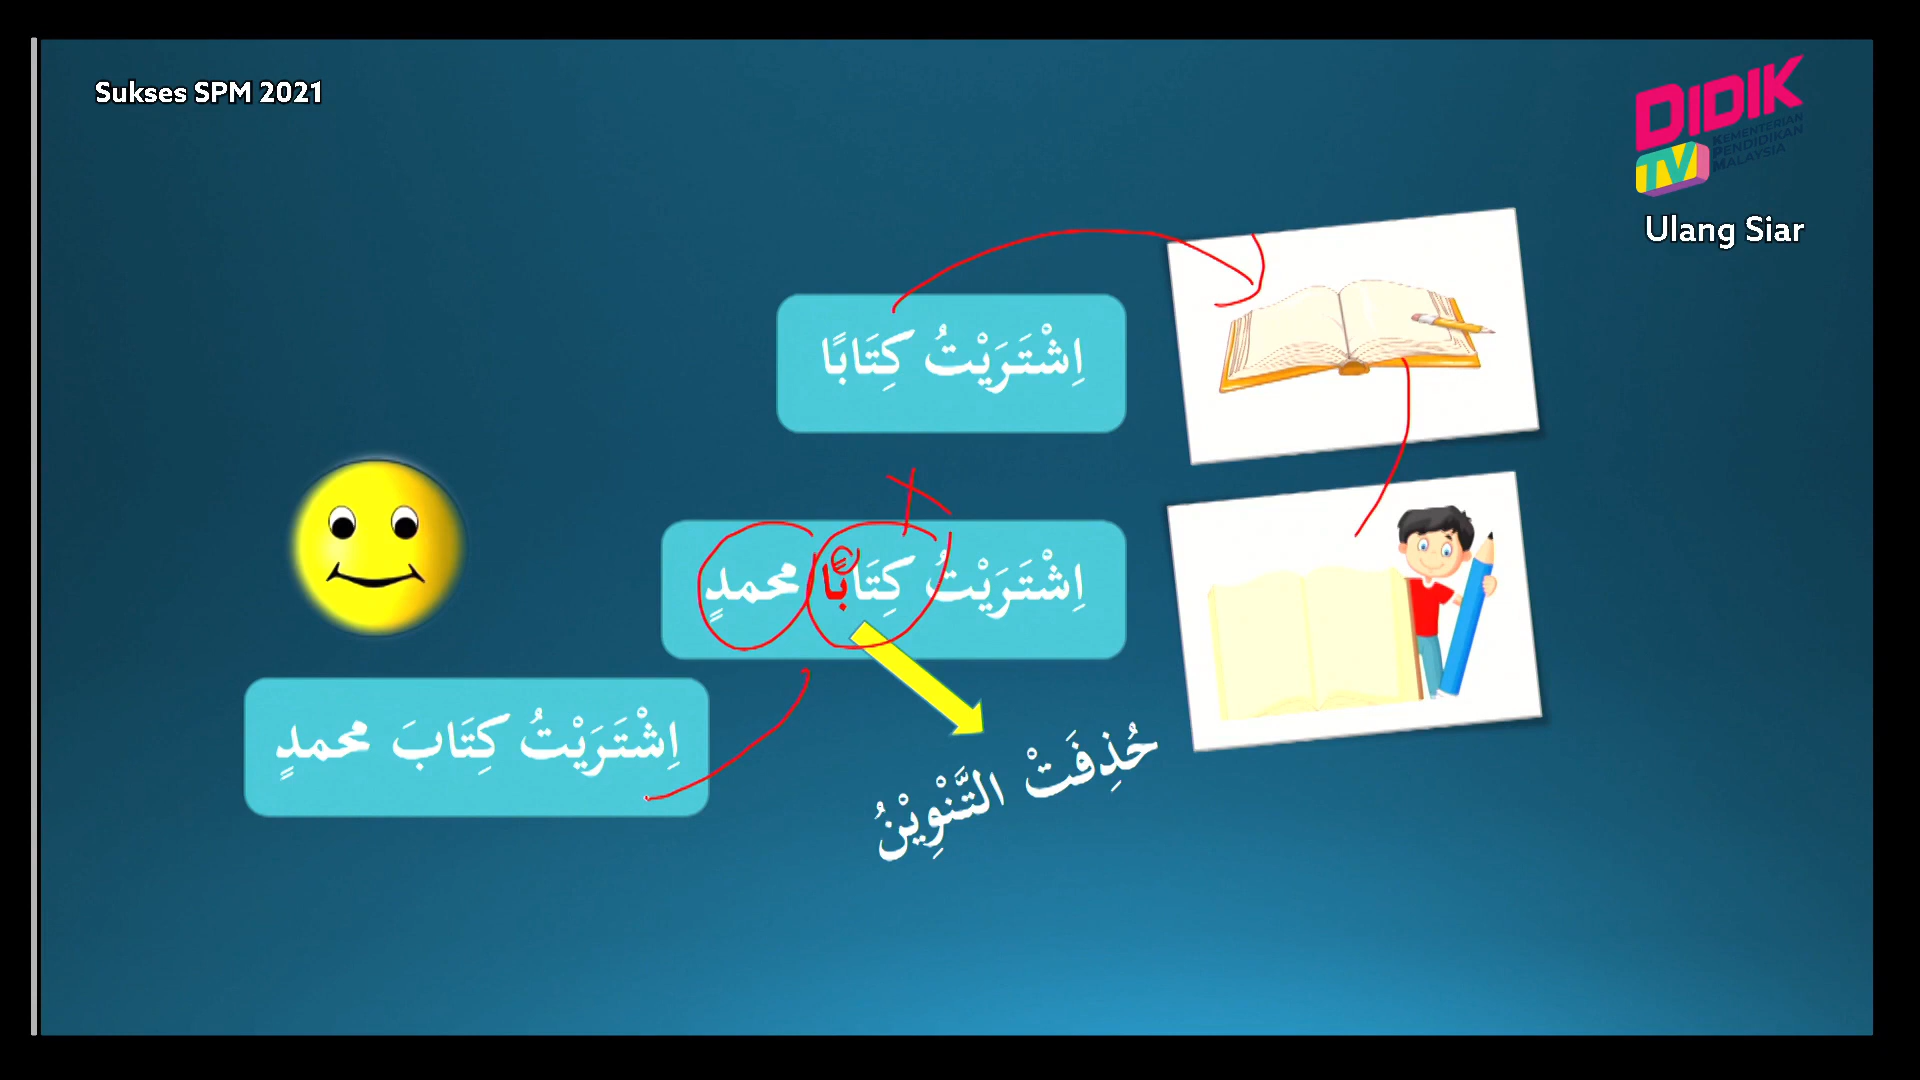 Sukses SPM 2021
DIDIK
TV
KEMENTERIAN
PENDIDIKAN
MALAYSIA
Ulang Siar
اِشْتَرَيْتُ كِتَابًا
اِشْتَرَيْتُ كِتَابًا محمدٍ
اِشْتَرَيْتُ كِتَابَ محمدٍ
حُذِفَتْ التَّنْوِيْنُ